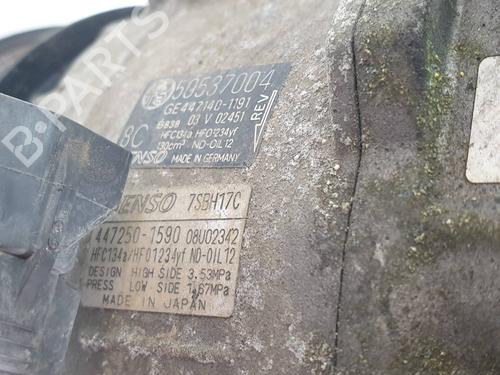 B-PARTS
50537004
GE447140-1191
03 V 02451
HFC134a HFO1234yf
130cm³ ND-OIL12
8C
MADE IN GERMANY
REV
DENSO 7SBH17C
447250-1590 08U02342
HFC134a/HFO1234yf ND-OIL12
DESIGN HIGH SIDE 3.53MPa
PRESS LOW SIDE 1.67MPa
MADE IN JAPAN